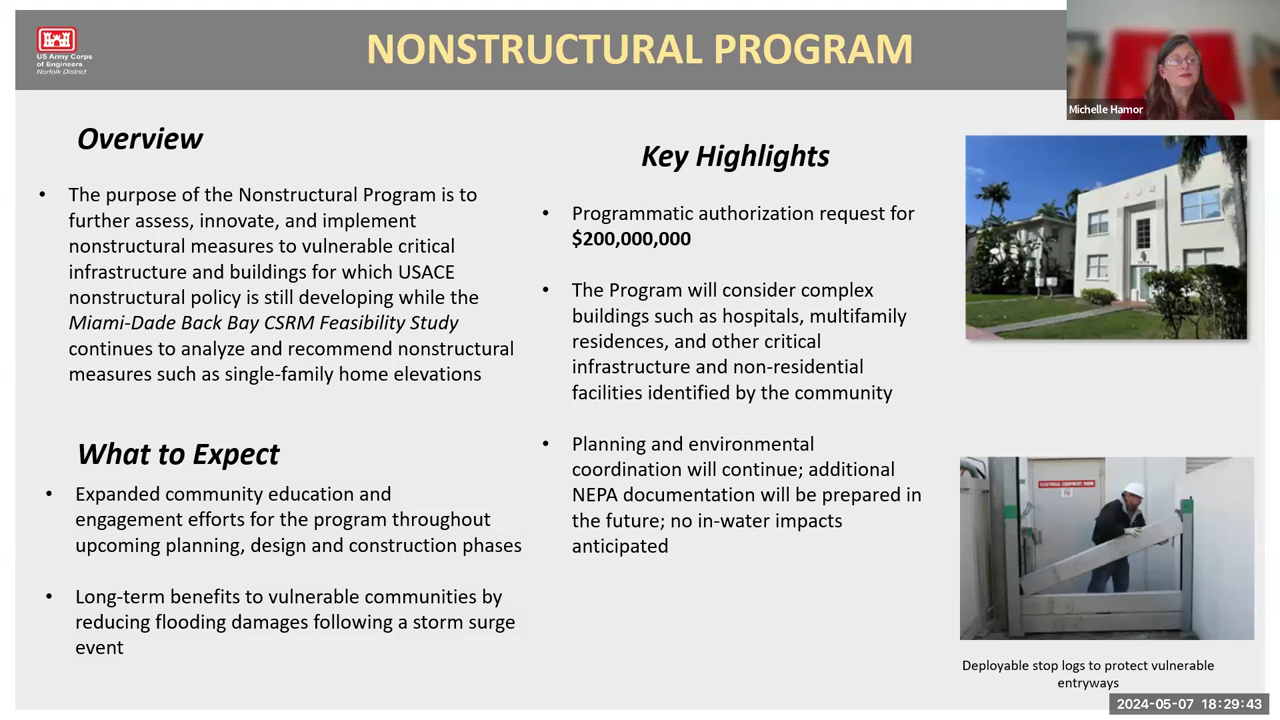 US Army Corps
of Engineers
Norfolk District
NONSTRUCTURAL PROGRAM
Michelle Hamor
Overview
• The purpose of the Nonstructural Program is to
further assess, innovate, and implement
nonstructural measures to vulnerable critical
infrastructure and buildings for which USACE
nonstructural policy is still developing while the
Miami-Dade Back Bay CSRM Feasibility Study
continues to analyze and recommend nonstructural
measures such as single-family home elevations
What to Expect
• Expanded community education and
engagement efforts for the program throughout
upcoming planning, design and construction phases
• Long-term benefits to vulnerable communities by
reducing flooding damages following a storm surge
event
Key Highlights
• Programmatic authorization request for
$200,000,000
• The Program will consider complex
buildings such as hospitals, multifamily
residences, and other critical
infrastructure and non-residential
facilities identified by the community
• Planning and environmental
coordination will continue; additional
NEPA documentation will be prepared in
the future; no in-water impacts
anticipated
ELECTRICAL EQUIPMENT ROOM
Deployable stop logs to protect vulnerable
entryways
2024-05-07 18:29:43